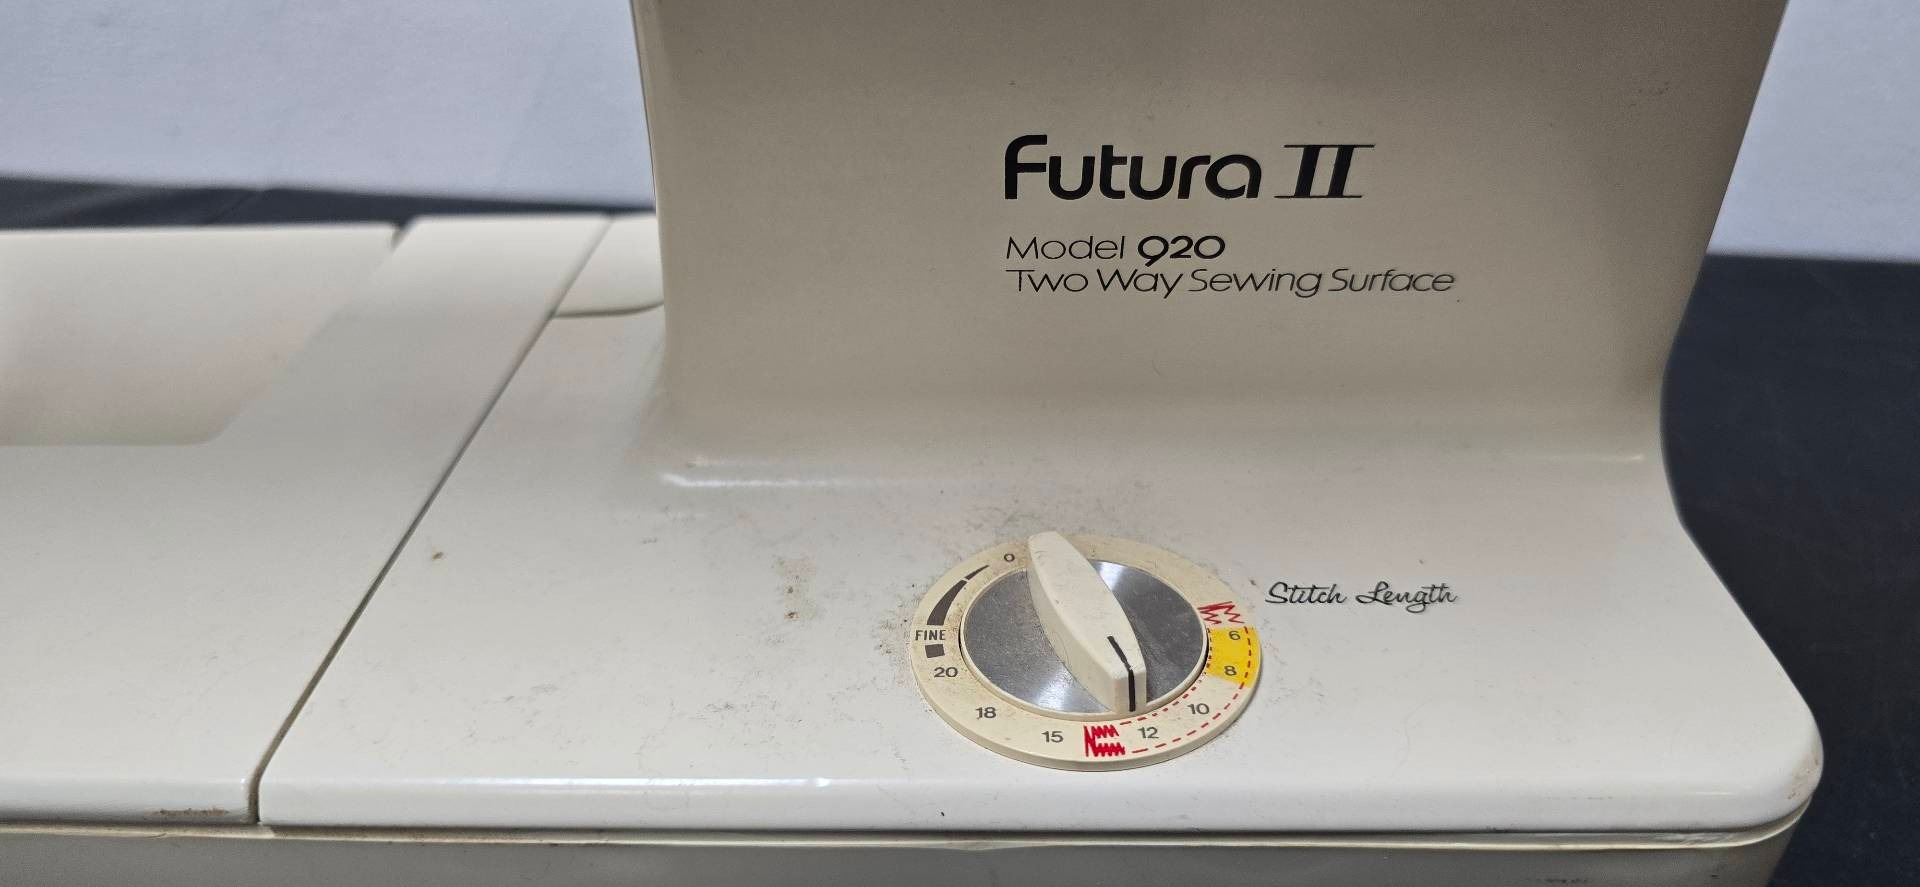 Futura II
Model 920
Two Way Sewing Surface
Stitch Length
0
FINE
20
18
15
12
10
8
6